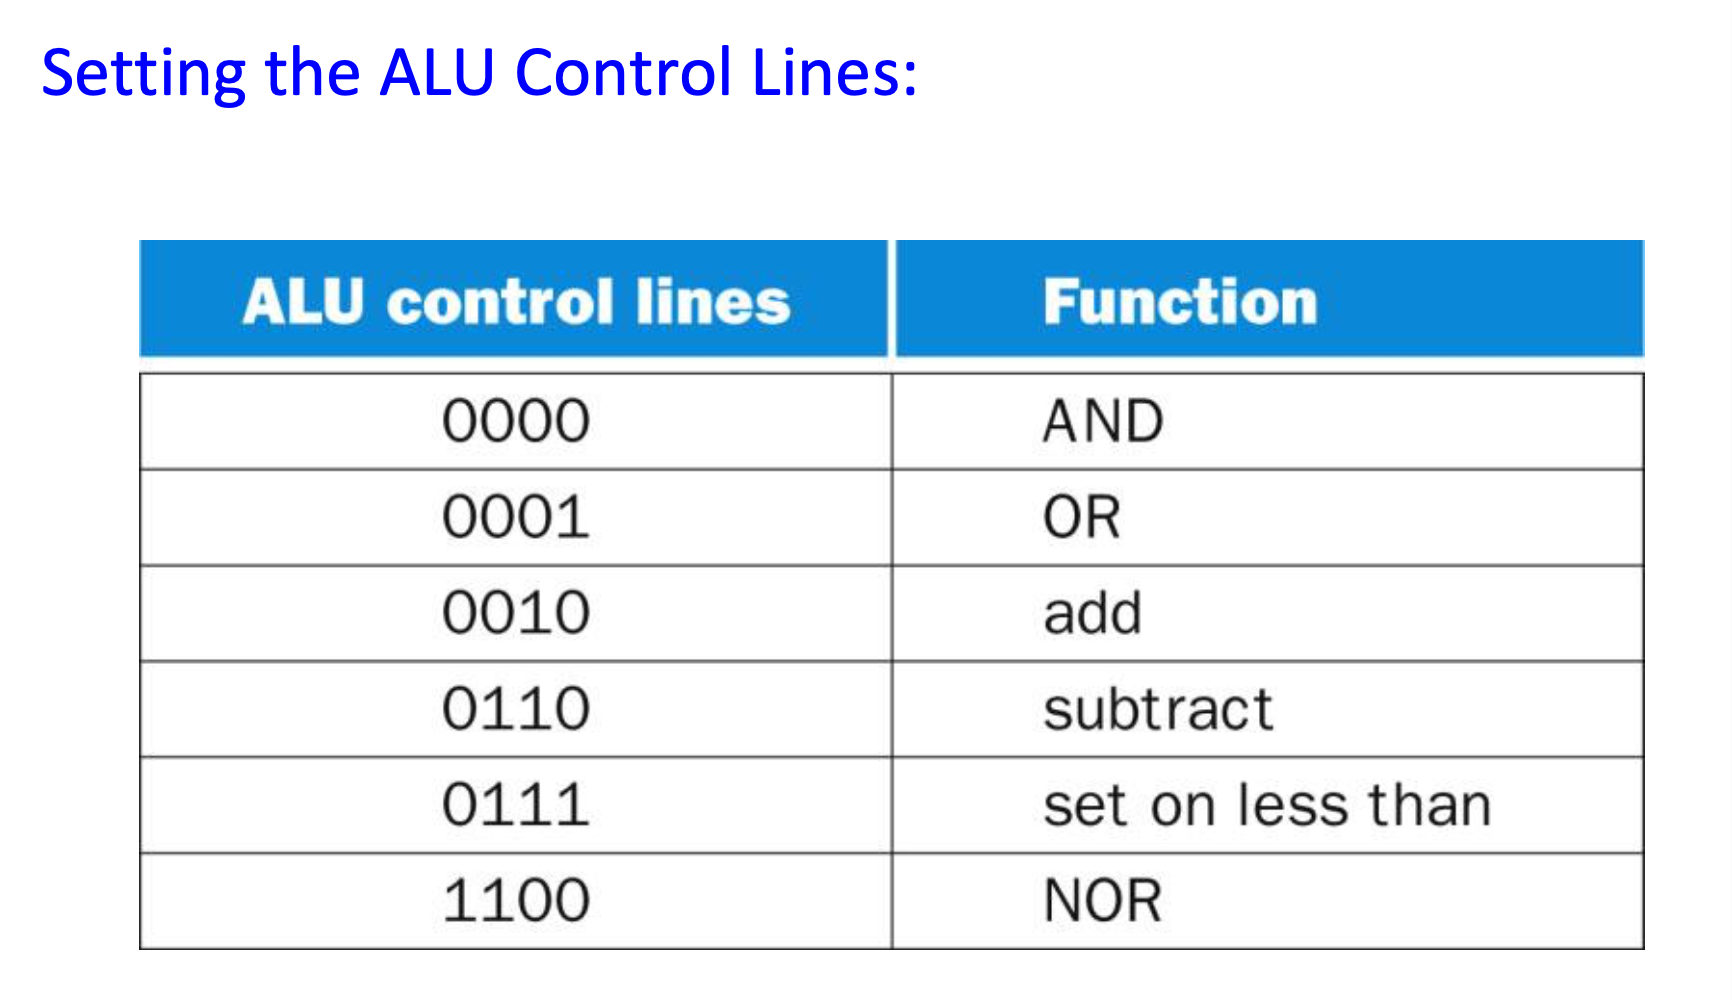 Setting the ALU Control Lines:
ALU control lines Function
0000 AND
0001 OR
0010 add
0110 subtract
0111 set on less than
1100 NOR